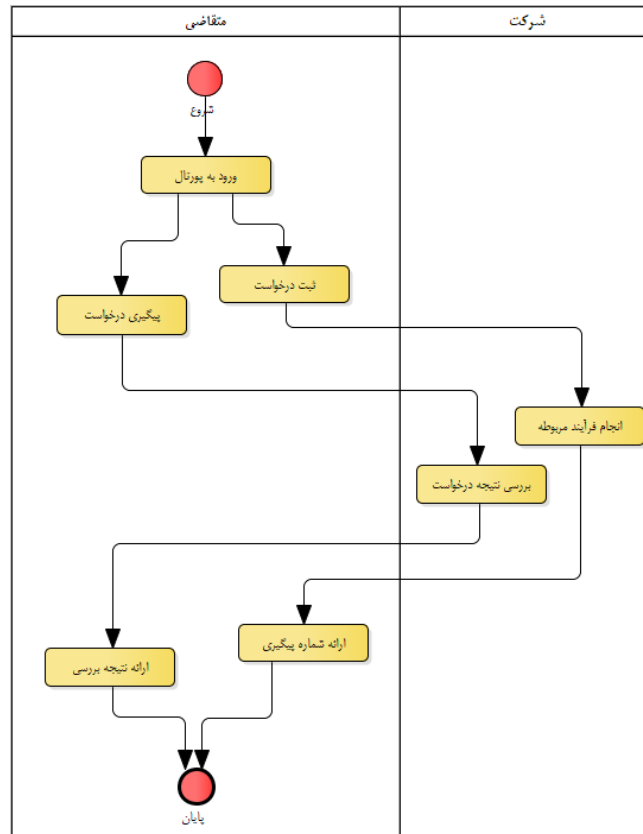 متقاضی
شرکت
شروع
ورود به پورتال
ثبت درخواست
پیگیری درخواست
انجام فرآیند مربوطه
بررسی نتیجه درخواست
ارائه شماره پیگیری
ارائه نتیجه بررسی
پایان